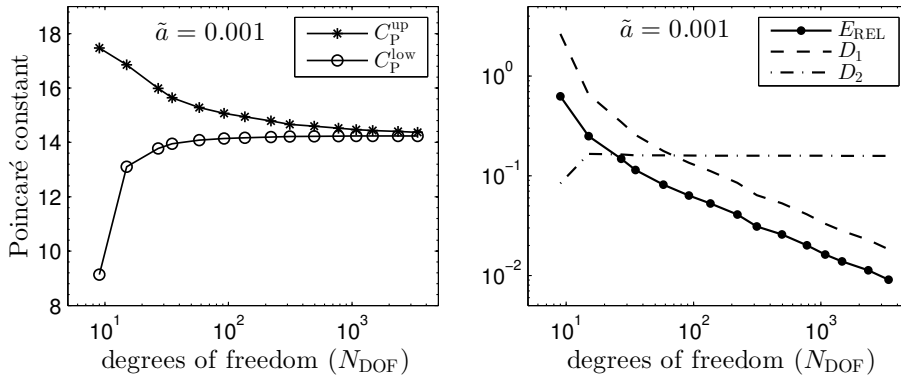 ã = 0.001
C_P^up
C_P^low
18
16
14
12
10
8
Poincaré constant
10^1
10^2
10^3
degrees of freedom (N_DOF)
ã = 0.001
E_REL
D_1
D_2
10^0
10^−1
10^−2
10^1
10^2
10^3
degrees of freedom (N_DOF)